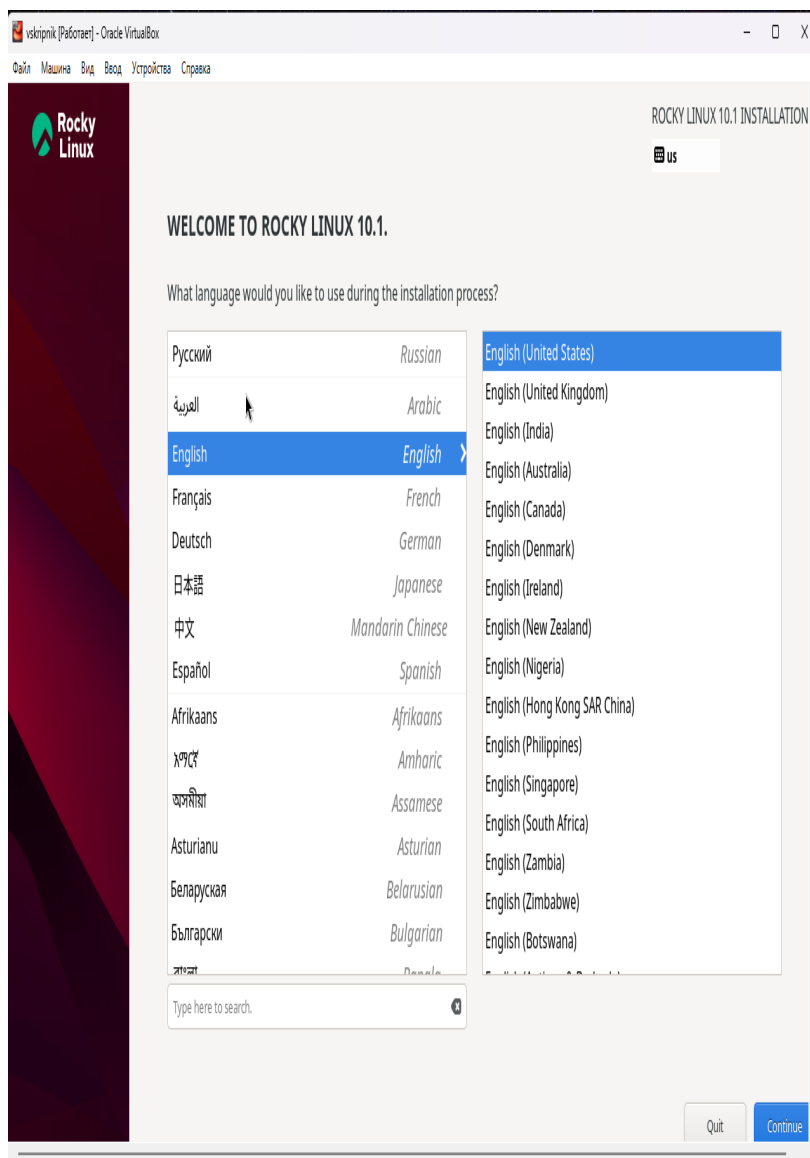 vskripnik [Работает] - Oracle VirtualBox
Файл Машина Вид Ввод Устройства Справка
Rocky
Linux
ROCKY LINUX 10.1 INSTALLATION
us
WELCOME TO ROCKY LINUX 10.1.
What language would you like to use during the installation process?
Русский Russian
العربية Arabic
English English
Français French
Deutsch German
日本語 Japanese
中文 Mandarin Chinese
Español Spanish
Afrikaans Afrikaans
አማርኛ Amharic
অসমীয়া Assamese
Asturianu Asturian
Беларуская Belarusian
Български Bulgarian
English (United States)
English (United Kingdom)
English (India)
English (Australia)
English (Canada)
English (Denmark)
English (Ireland)
English (New Zealand)
English (Nigeria)
English (Hong Kong SAR China)
English (Philippines)
English (Singapore)
English (South Africa)
English (Zambia)
English (Zimbabwe)
English (Botswana)
Type here to search.
Quit Continue